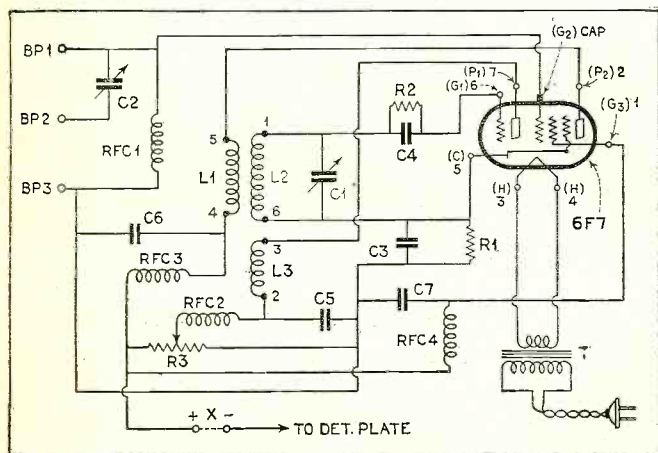 BP1
C2
BP2
RFC1
BP3
C6
RFC3
RFC2
R3
+ X -
TO DET. PLATE
5
L1
4
1
L2
6
3
L3
2
C5
C1
R2
C4
C3
R1
C7
RFC4
(G2) CAP
(P1) 7
(G1) 6
(P2) 2
(G3) 1
(C)
5
(H)
3
(H)
4
6F7
T